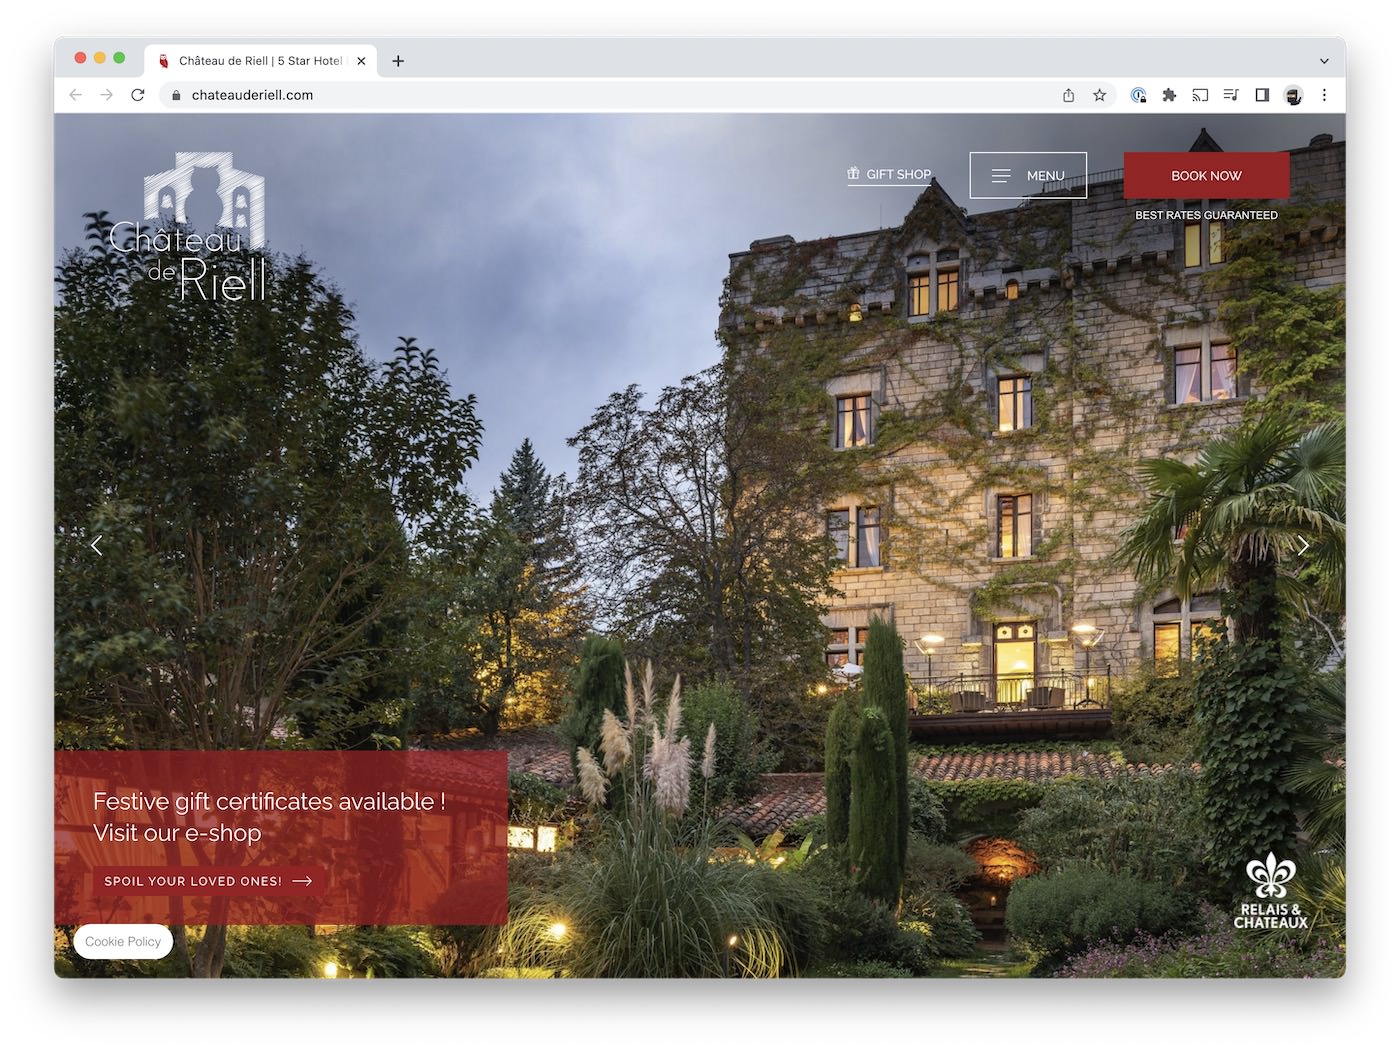 Château de Riell | 5 Star Hotel
chateauderiell.com
GIFT SHOP
MENU
BOOK NOW
BEST RATES GUARANTEED
Château
de Riell
Festive gift certificates available !
Visit our e-shop
SPOIL YOUR LOVED ONES!
Cookie Policy
RELAIS &
CHATEAUX